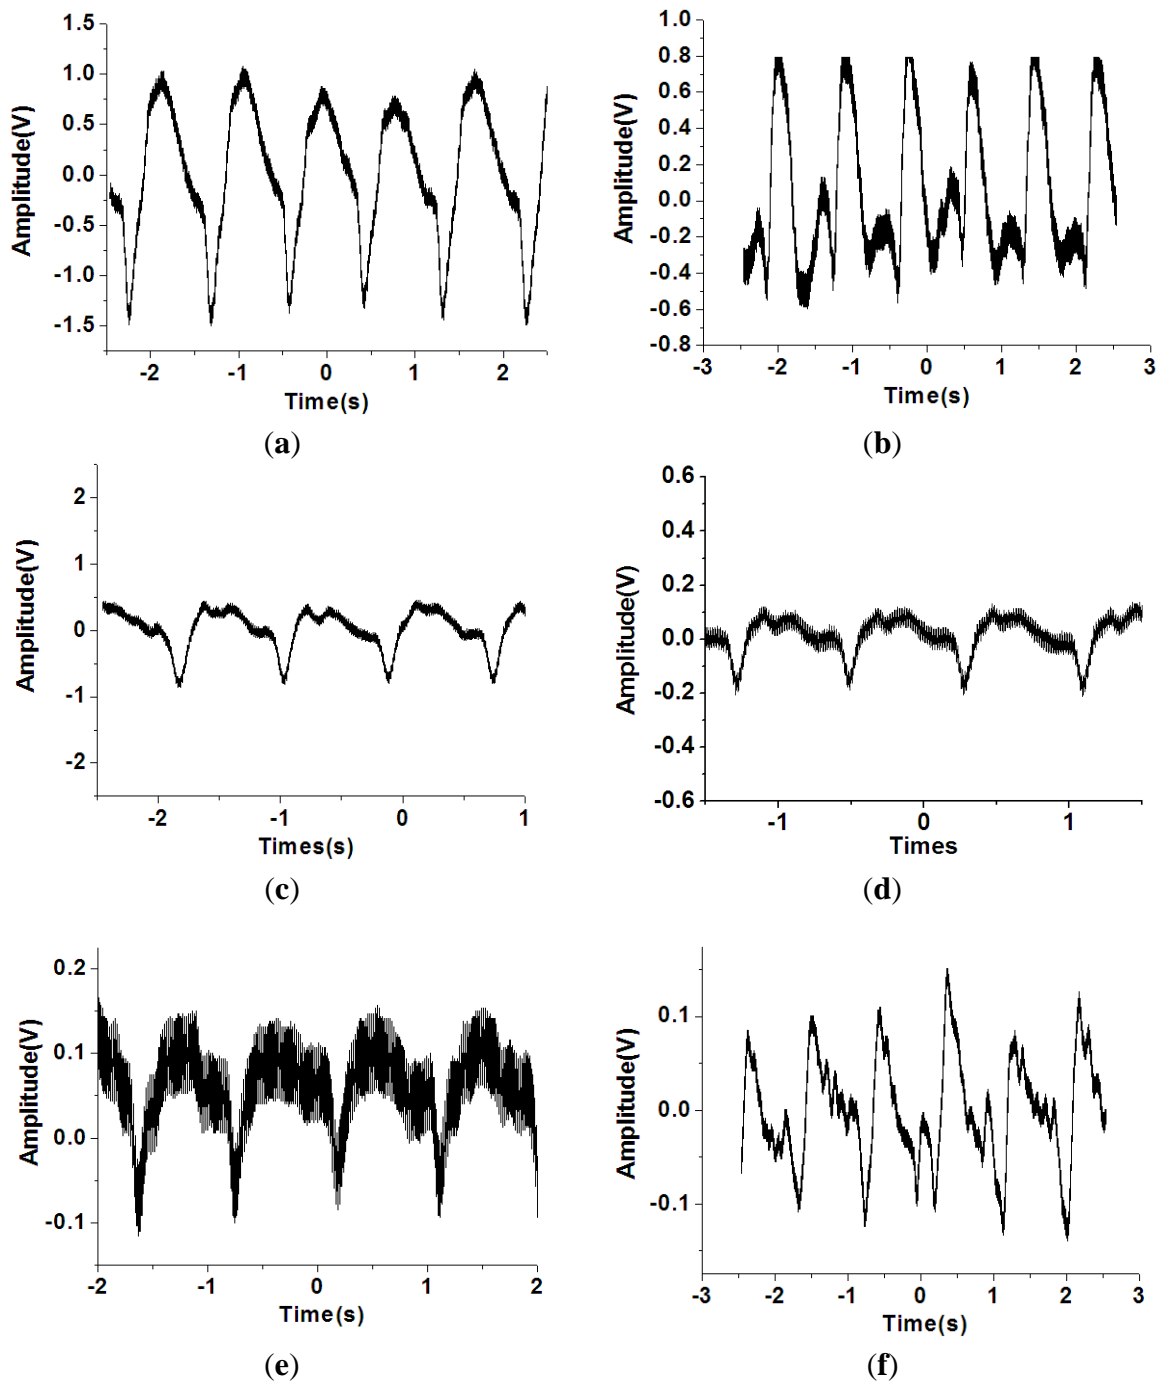 1.5
1.0
0.5
0.0
-0.5
-1.0
-1.5
Amplitude(V)
-2 -1 0 1 2
Time(s)
(a)
1.0
0.8
0.6
0.4
0.2
0.0
-0.2
-0.4
-0.6
-0.8
Amplitude(V)
-3 -2 -1 0 1 2 3
Time(s)
(b)
2
1
0
-1
-2
Amplitude(V)
-2 -1 0 1
Times(s)
(c)
0.6
0.4
0.2
0.0
-0.2
-0.4
-0.6
Amplitude(V)
-1 0 1
Times
(d)
0.2
0.1
0.0
-0.1
Amplitude(V)
-2 -1 0 1 2
Time(s)
(e)
0.1
0.0
-0.1
Amplitude(V)
-3 -2 -1 0 1 2 3
Time(s)
(f)